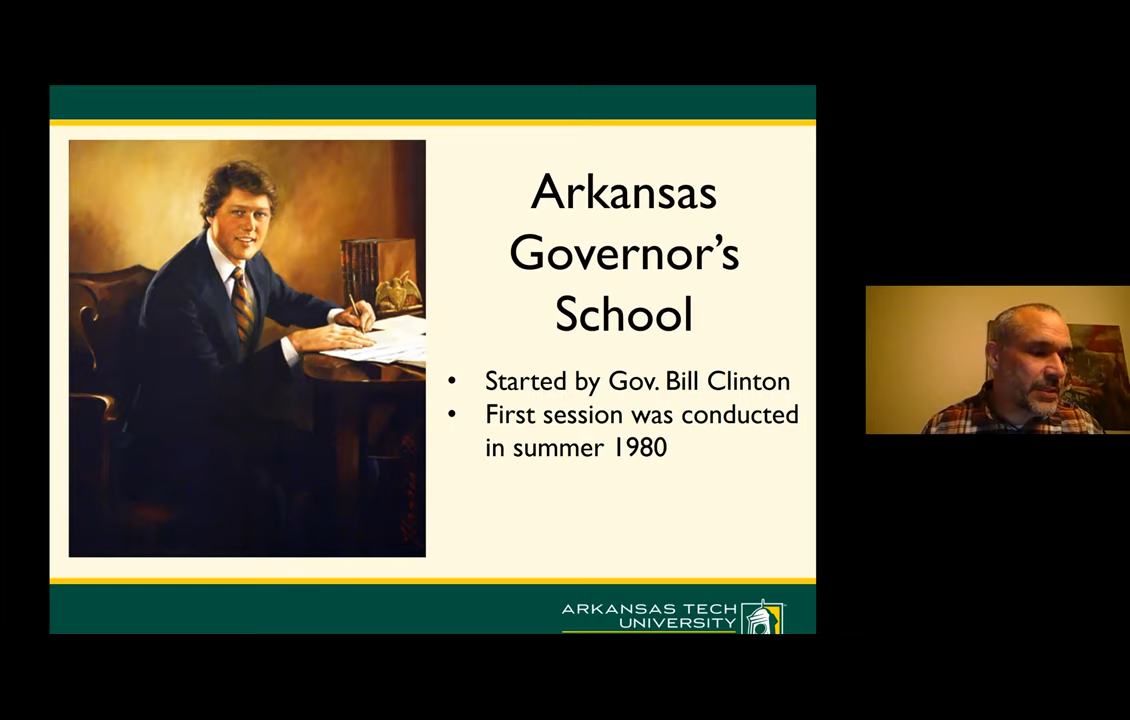 Arkansas
Governor's
School
• Started by Gov. Bill Clinton
• First session was conducted
in summer 1980
ARKANSAS TECH
UNIVERSITY